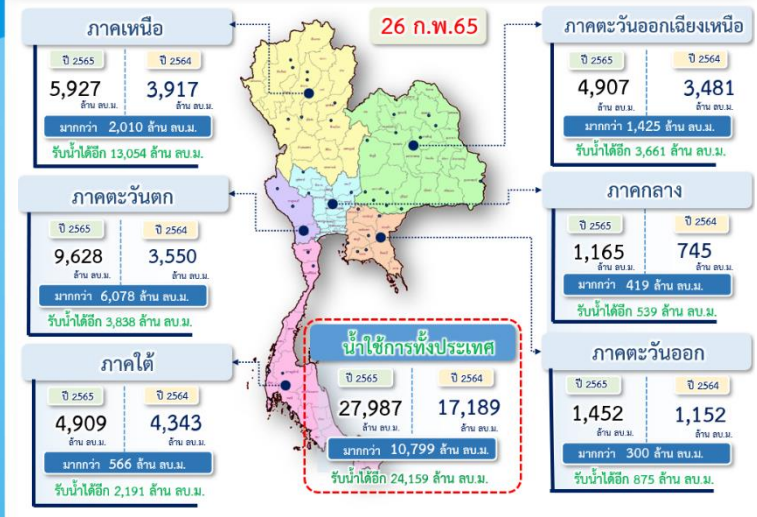 26 ก.พ.65
ภาคเหนือ
ปี 2565 ปี 2564
5,927 3,917
ล้าน ลบ.ม. ล้าน ลบ.ม.
มากกว่า 2,010 ล้าน ลบ.ม.
รับน้ำได้อีก 13,054 ล้าน ลบ.ม.
ภาคตะวันออกเฉียงเหนือ
ปี 2565 ปี 2564
4,907 3,481
ล้าน ลบ.ม. ล้าน ลบ.ม.
มากกว่า 1,425 ล้าน ลบ.ม.
รับน้ำได้อีก 3,661 ล้าน ลบ.ม.
ภาคตะวันตก
ปี 2565 ปี 2564
9,628 3,550
ล้าน ลบ.ม. ล้าน ลบ.ม.
มากกว่า 6,078 ล้าน ลบ.ม.
รับน้ำได้อีก 3,838 ล้าน ลบ.ม.
ภาคกลาง
ปี 2565 ปี 2564
1,165 745
ล้าน ลบ.ม. ล้าน ลบ.ม.
มากกว่า 419 ล้าน ลบ.ม.
รับน้ำได้อีก 539 ล้าน ลบ.ม.
ภาคใต้
ปี 2565 ปี 2564
4,909 4,343
ล้าน ลบ.ม. ล้าน ลบ.ม.
มากกว่า 566 ล้าน ลบ.ม.
รับน้ำได้อีก 2,191 ล้าน ลบ.ม.
น้ำใช้การทั้งประเทศ
ปี 2565 ปี 2564
27,987 17,189
ล้าน ลบ.ม. ล้าน ลบ.ม.
มากกว่า 10,799 ล้าน ลบ.ม.
รับน้ำได้อีก 24,159 ล้าน ลบ.ม.
ภาคตะวันออก
ปี 2565 ปี 2564
1,452 1,152
ล้าน ลบ.ม. ล้าน ลบ.ม.
มากกว่า 300 ล้าน ลบ.ม.
รับน้ำได้อีก 875 ล้าน ลบ.ม.